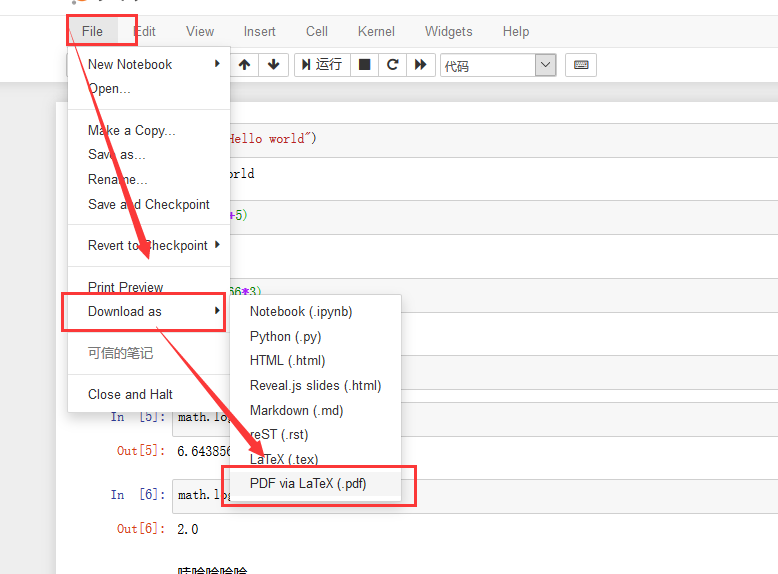 File Edit View Insert Cell Kernel Widgets Help
New Notebook
运行 代码
Open...
Make a Copy...
Hello world")
Save as...
orld
Rename...
Save and Checkpoint
+5)
Revert to Checkpoint
Print Preview
66*3)
Download as
Notebook (.ipynb)
Python (.py)
HTML (.html)
Reveal.js slides (.html)
Markdown (.md)
reST (.rst)
LaTeX (.tex)
PDF via LaTeX (.pdf)
可信的笔记
Close and Halt
In [5]: math.log
Out[5]: 6.643856
In [6]: math.log
Out[6]: 2.0
哇哈哈哈哈